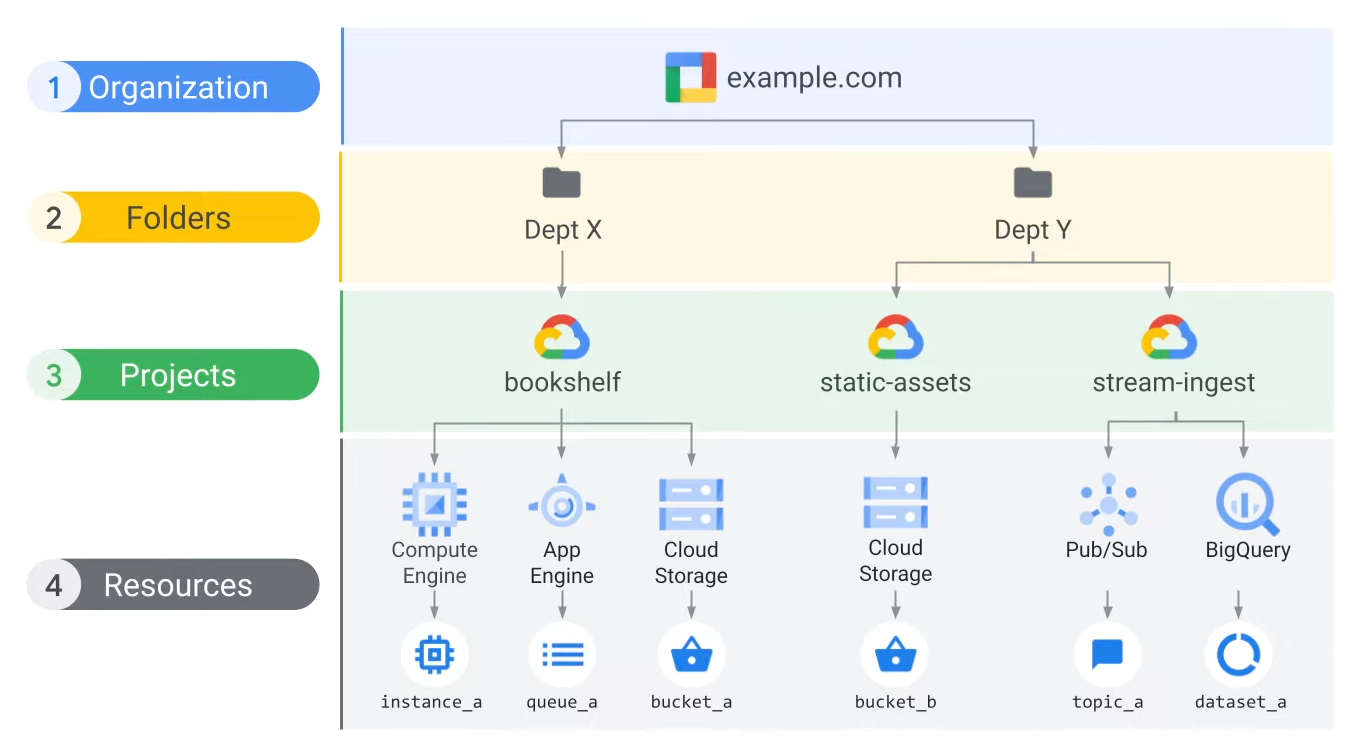 1 Organization
example.com
2 Folders
Dept X
Dept Y
3 Projects
bookshelf
static-assets
stream-ingest
4 Resources
Compute
Engine
App
Engine
Cloud
Storage
Cloud
Storage
Pub/Sub
BigQuery
instance_a
queue_a
bucket_a
bucket_b
topic_a
dataset_a